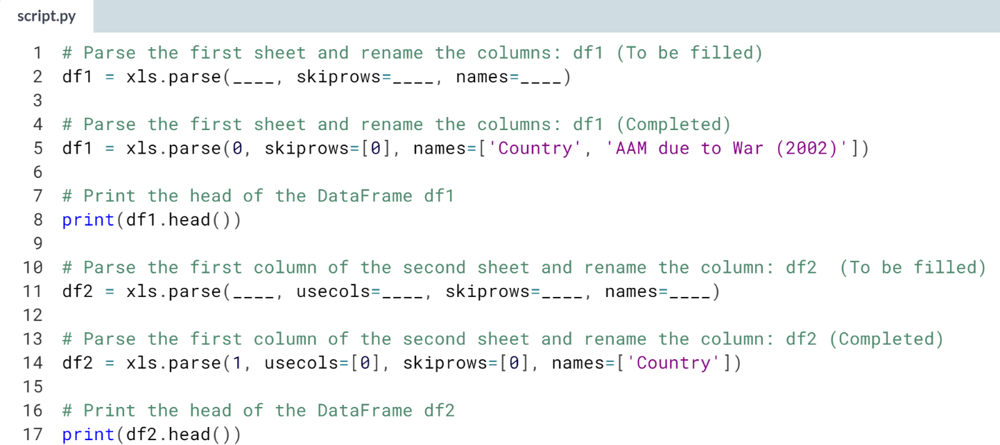 script.py
1 # Parse the first sheet and rename the columns: df1 (To be filled)
2 df1 = xls.parse(____, skiprows=____, names=____)
3
4 # Parse the first sheet and rename the columns: df1 (Completed)
5 df1 = xls.parse(0, skiprows=[0], names=['Country', 'AAM due to War (2002)'])
6
7 # Print the head of the DataFrame df1
8 print(df1.head())
9
10 # Parse the first column of the second sheet and rename the column: df2  (To be filled)
11 df2 = xls.parse(____, usecols=____, skiprows=____, names=____)
12
13 # Parse the first column of the second sheet and rename the column: df2 (Completed)
14 df2 = xls.parse(1, usecols=[0], skiprows=[0], names=['Country'])
15
16 # Print the head of the DataFrame df2
17 print(df2.head())